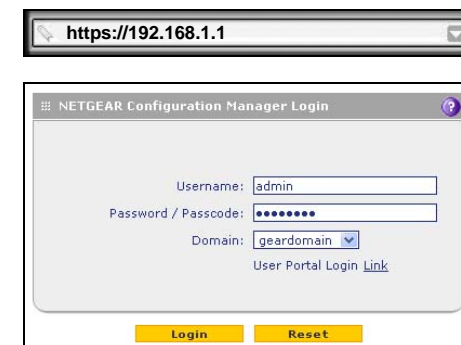 https://192.168.1.1
NETGEAR Configuration Manager Login
?
Username: admin
Password / Passcode: ••••••••
Domain: geardomain
User Portal Login Link
Login Reset